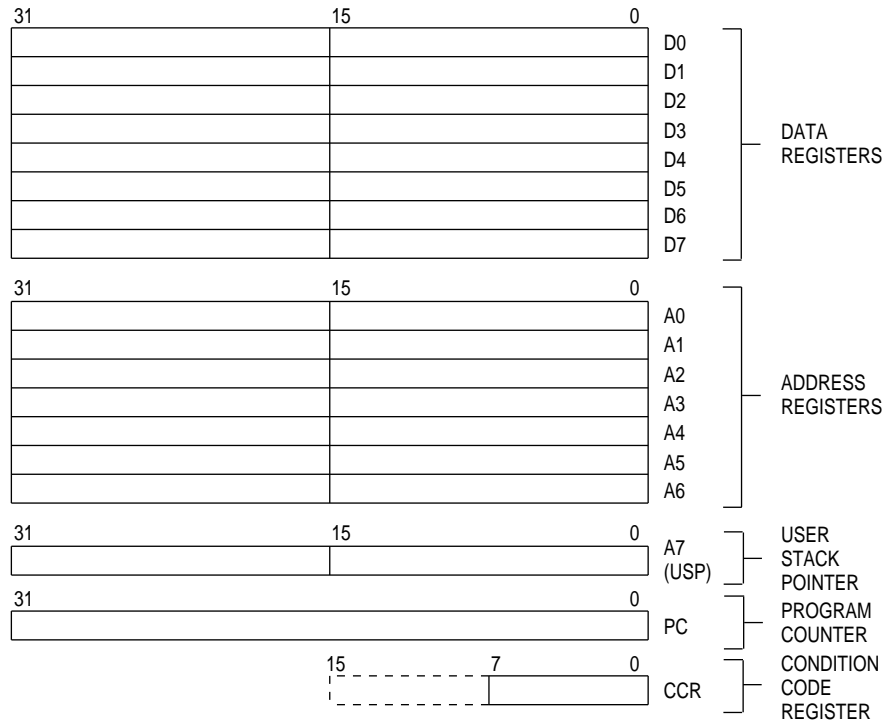 31 15 0
D0
D1
D2
D3
D4
D5
D6
D7
DATA
REGISTERS
31 15 0
A0
A1
A2
A3
A4
A5
A6
ADDRESS
REGISTERS
31 15 0
A7
(USP)
USER
STACK
POINTER
31 0
PC
PROGRAM
COUNTER
15 7 0
CCR
CONDITION
CODE
REGISTER